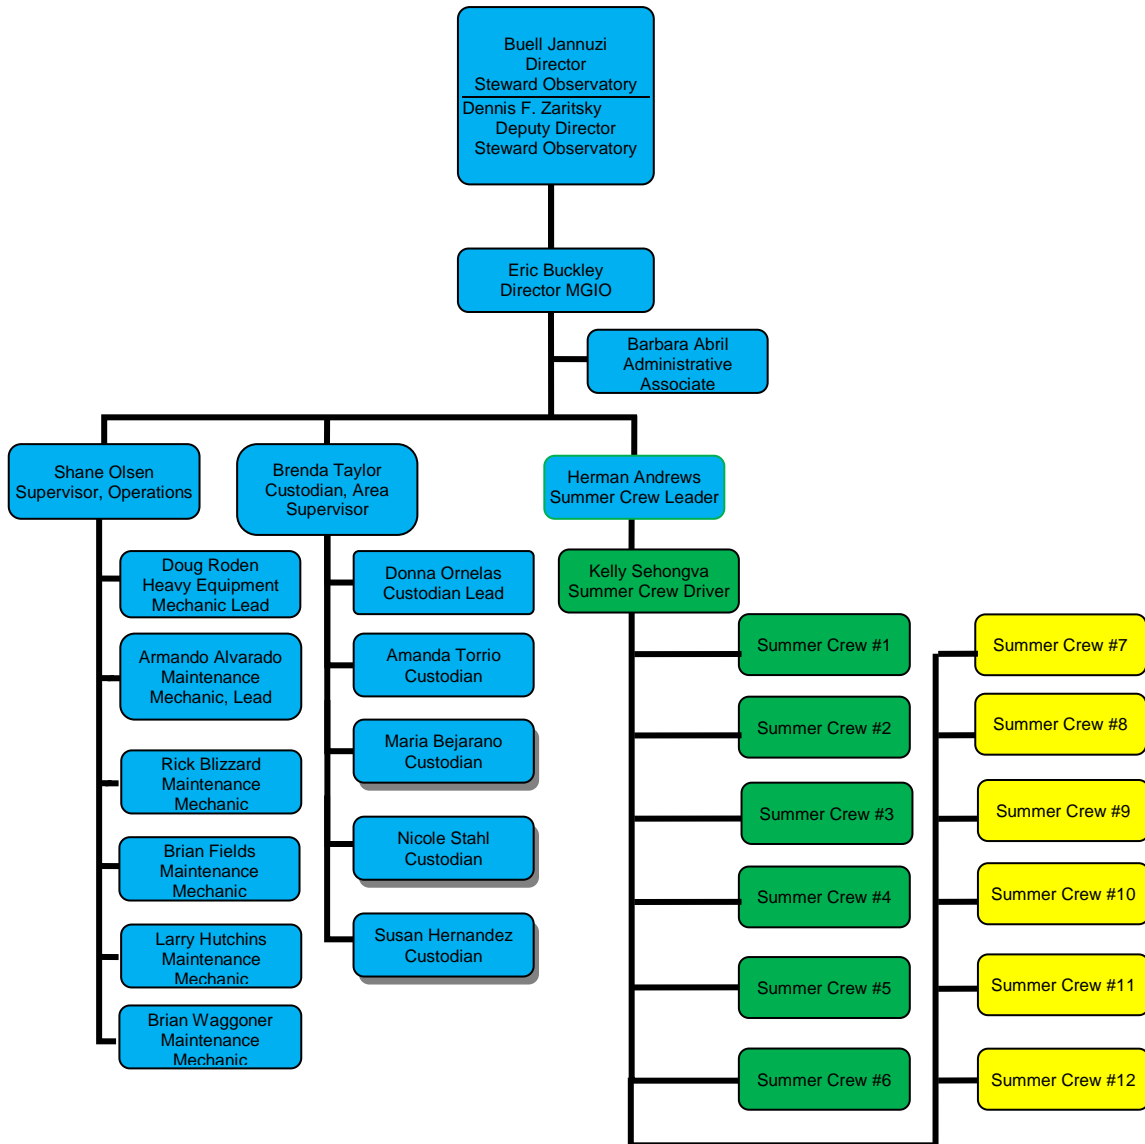 Buell Jannuzi
Director
Steward Observatory
Dennis F. Zaritsky
Deputy Director
Steward Observatory
Eric Buckley
Director MGIO
Barbara Abril
Administrative
Associate
Shane Olsen
Supervisor, Operations
Brenda Taylor
Custodian, Area
Supervisor
Herman Andrews
Summer Crew Leader
Doug Roden
Heavy Equipment
Mechanic Lead
Armando Alvarado
Maintenance
Mechanic, Lead
Rick Blizzard
Maintenance
Mechanic
Brian Fields
Maintenance
Mechanic
Larry Hutchins
Maintenance
Mechanic
Brian Waggoner
Maintenance
Mechanic
Donna Ornelas
Custodian Lead
Amanda Torrio
Custodian
Maria Bejarano
Custodian
Nicole Stahl
Custodian
Susan Hernandez
Custodian
Kelly Sehongva
Summer Crew Driver
Summer Crew #1
Summer Crew #2
Summer Crew #3
Summer Crew #4
Summer Crew #5
Summer Crew #6
Summer Crew #7
Summer Crew #8
Summer Crew #9
Summer Crew #10
Summer Crew #11
Summer Crew #12